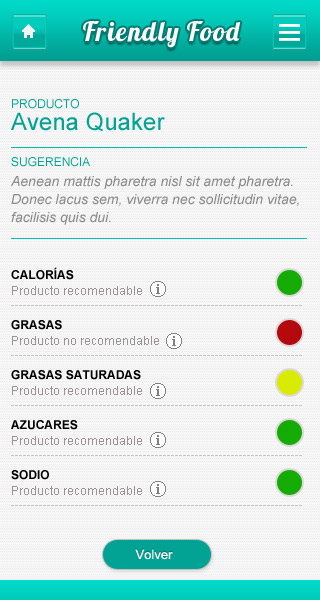 Friendly Food
PRODUCTO
Avena Quaker
SUGERENCIA
Aenean mattis pharetra nisl sit amet pharetra.
Donec lacus sem, viverra nec sollicitudin vitae,
facilisis quis dui.
CALORÍAS
Producto recomendable i
GRASAS
Producto no recomendable i
GRASAS SATURADAS
Producto recomendable i
AZUCARES
Producto recomendable i
SODIO
Producto recomendable i
Volver